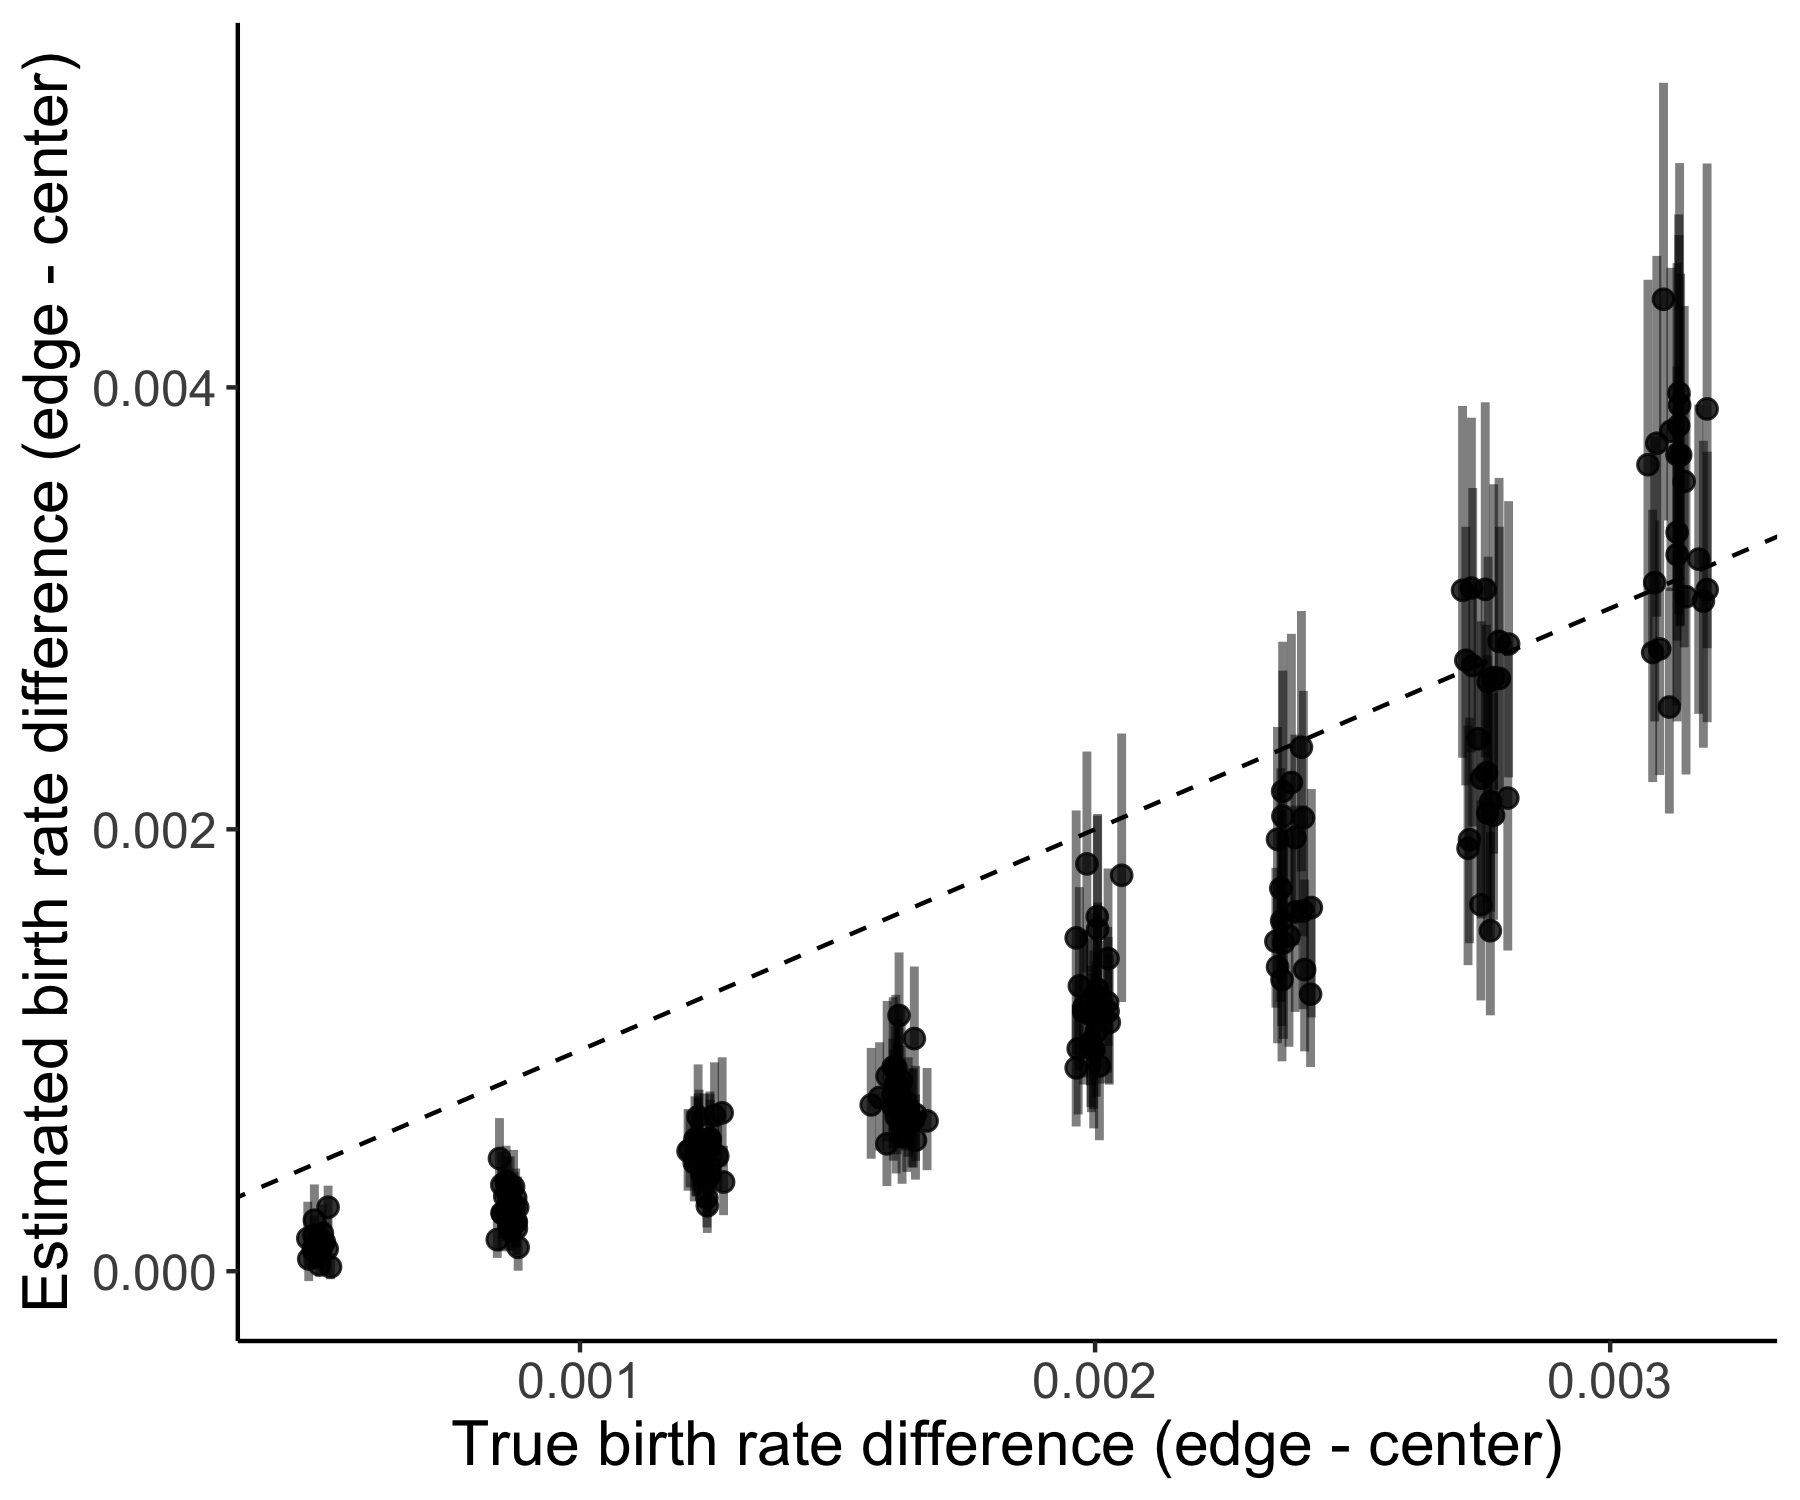 Estimated birth rate difference (edge - center)
0.004
0.002
0.000
0.001 0.002 0.003
True birth rate difference (edge - center)